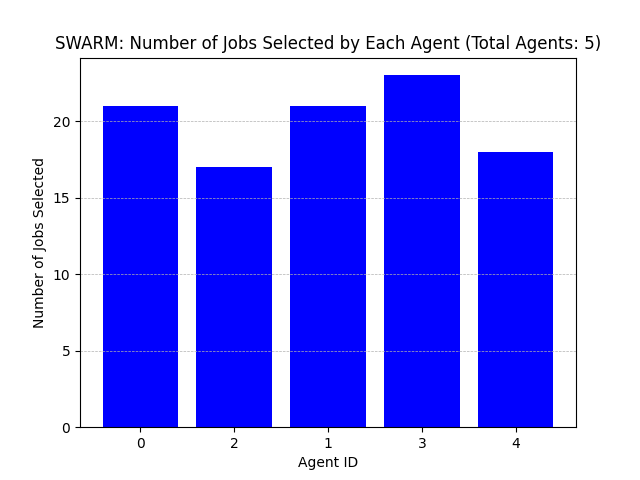 SWARM: Number of Jobs Selected by Each Agent (Total Agents: 5)
Number of Jobs Selected
20
15
10
5
0
0 2 1 3 4
Agent ID